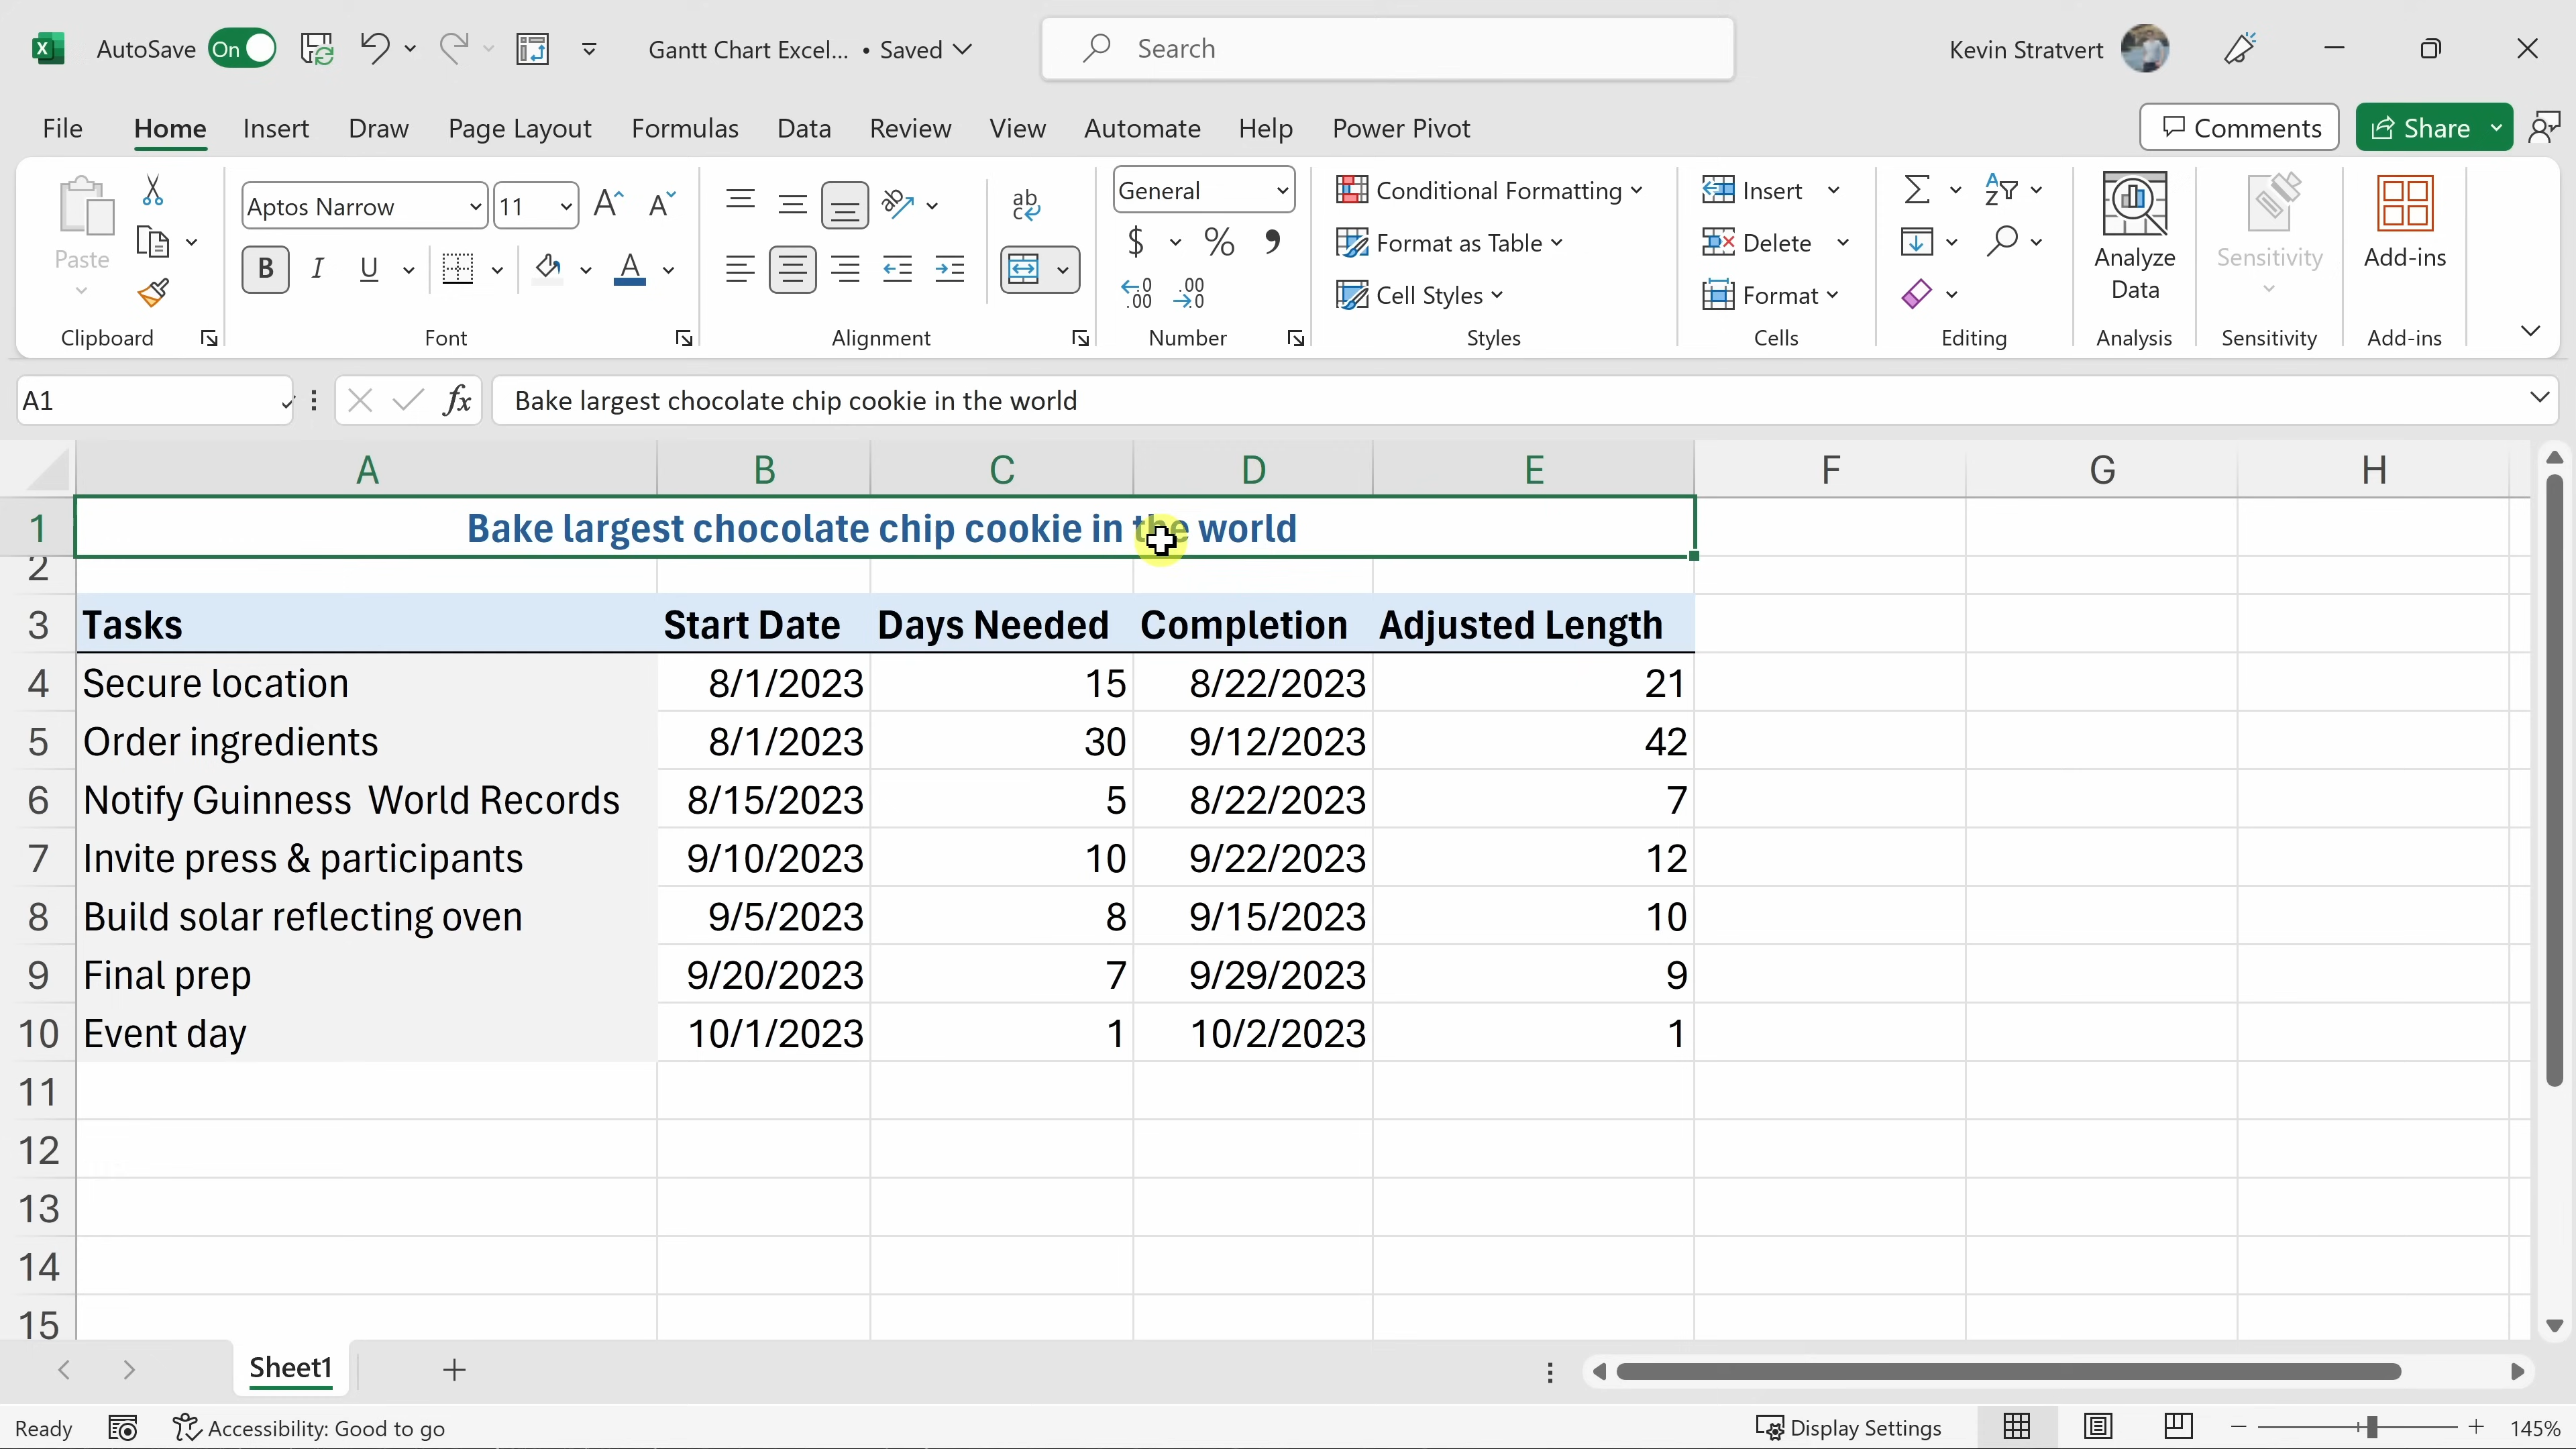 AutoSave On Gantt Chart Excel... • Saved Search Kevin Stratvert
File Home Insert Draw Page Layout Formulas Data Review View Automate Help Power Pivot Comments Share
Paste Aptos Narrow 11 General Conditional Formatting Insert
B I U A ab c $ % , Format as Table Delete Analyze Data Sensitivity Add-ins
.00 .0 .00 .0 Cell Styles Format
Clipboard Font Alignment Number Styles Cells Editing Analysis Sensitivity Add-ins
A1 fx Bake largest chocolate chip cookie in the world
A B C D E F G H
1 Bake largest chocolate chip cookie in the world
2
3 Tasks Start Date Days Needed Completion Adjusted Length
4 Secure location 8/1/2023 15 8/22/2023 21
5 Order ingredients 8/1/2023 30 9/12/2023 42
6 Notify Guinness  World Records 8/15/2023 5 8/22/2023 7
7 Invite press & participants 9/10/2023 10 9/22/2023 12
8 Build solar reflecting oven 9/5/2023 8 9/15/2023 10
9 Final prep 9/20/2023 7 9/29/2023 9
10 Event day 10/1/2023 1 10/2/2023 1
11
12
13
14
15
Sheet1
Ready Accessibility: Good to go Display Settings 145%